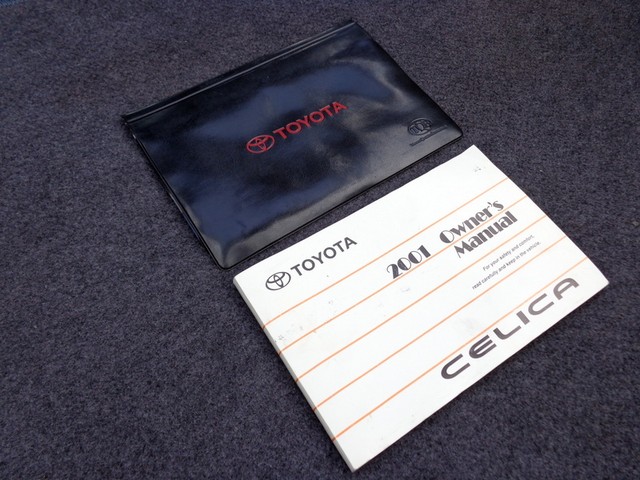 TOYOTA
TOYOTA
2001 Owner's
Manual
For your safety and comfort,
read carefully and keep in the vehicle.
CELICA